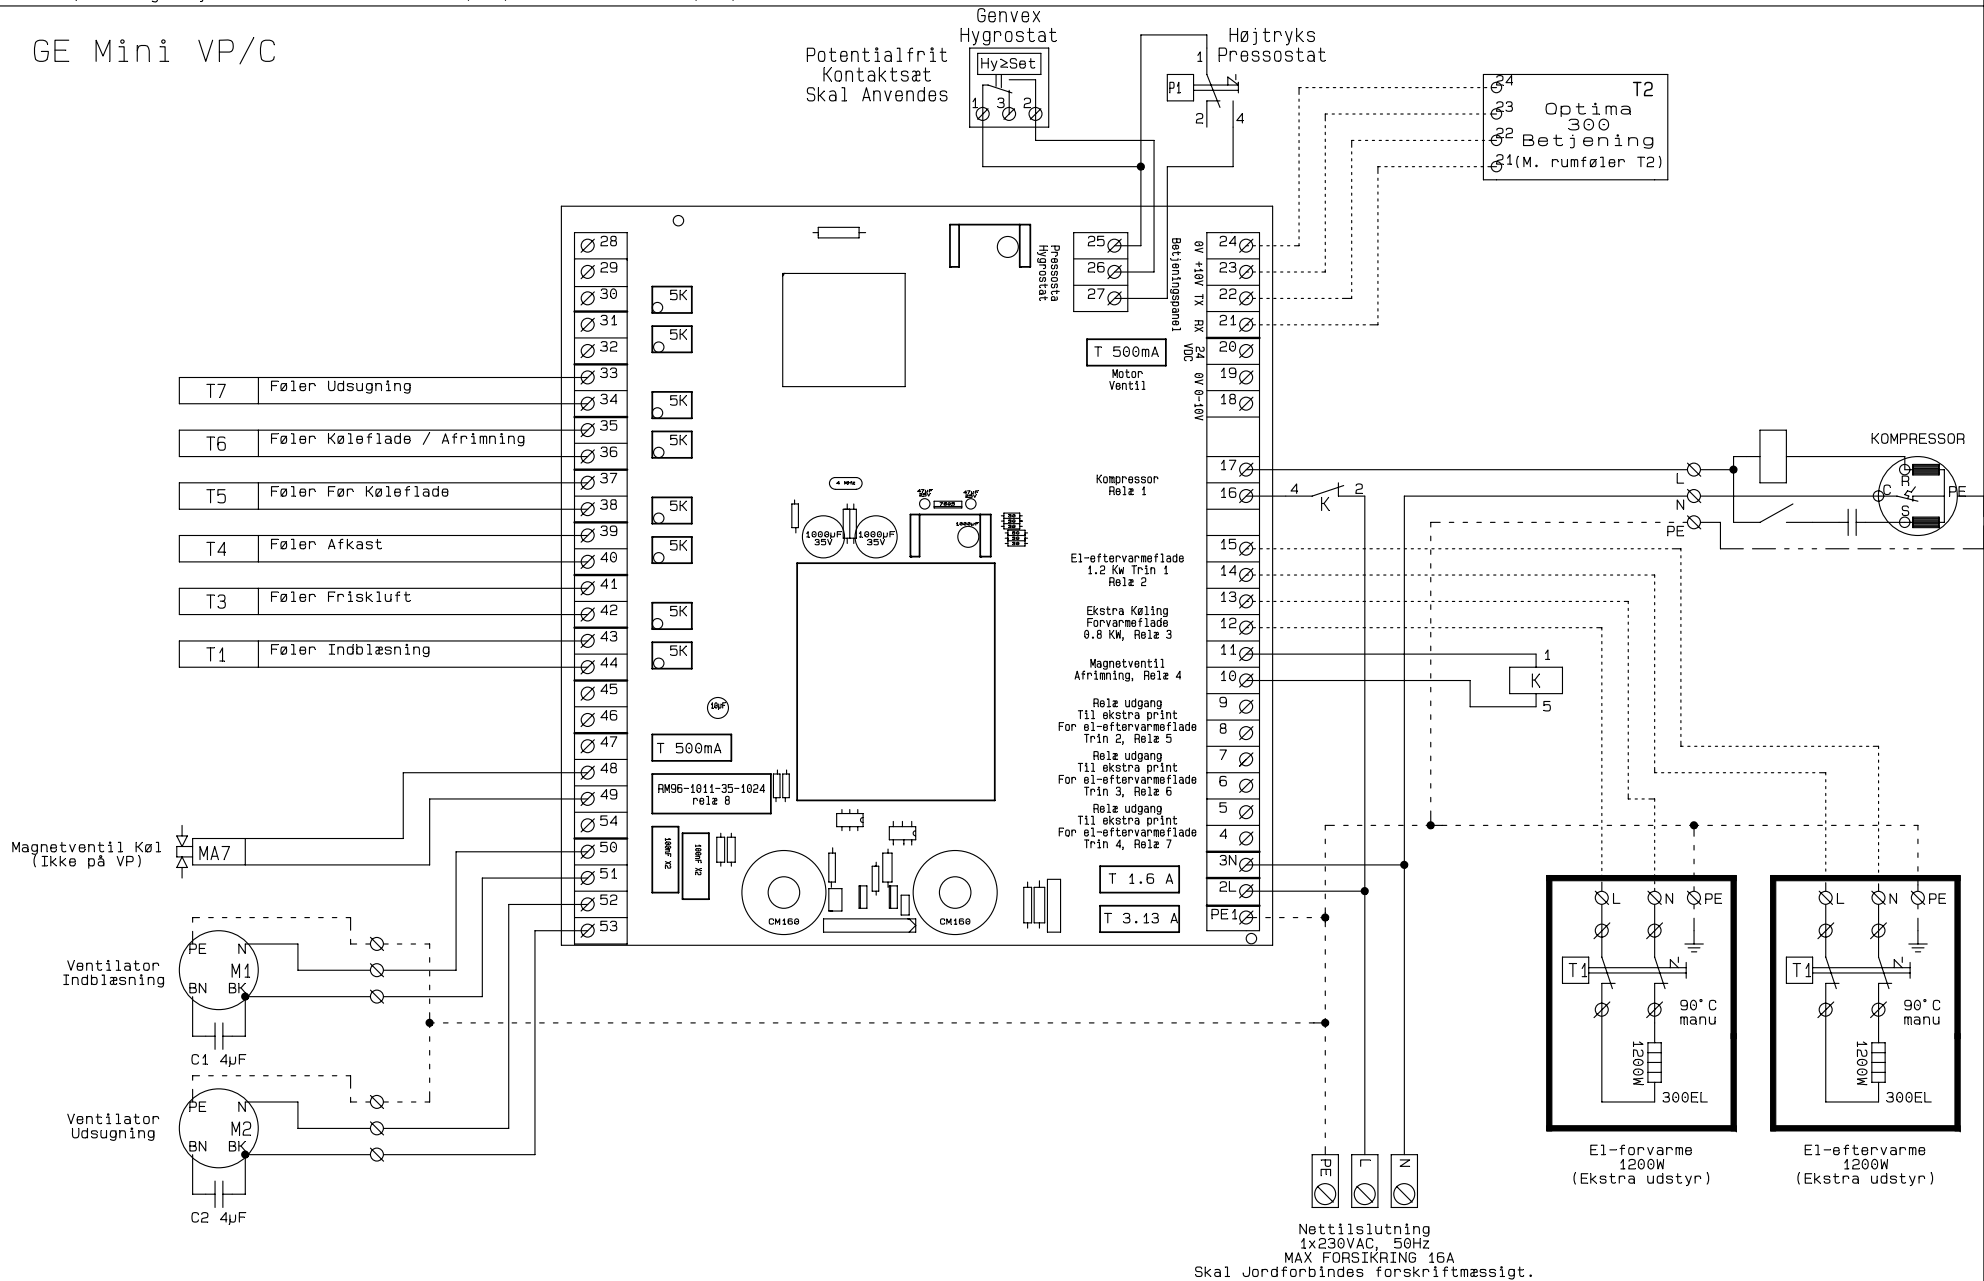 GE Mini VP/C
Genvex
Hygrostat
Potentialfrit
Kontaktsæt
Skal Anvendes
Hy≥Set
1 3 2
Højtryks
Pressostat
P1
1
2
4
24
23
22
21
T2
Optima
300
Betjening
(M. rumføler T2)
28
29
30
31
32
33
34
35
36
37
38
39
40
41
42
43
44
45
46
47
48
49
54
50
51
52
53
5K
5K
5K
5K
5K
5K
5K
5K
T7 Føler Udsugning
T6 Føler Køleflade / Afrimning
T5 Føler Før Køleflade
T4 Føler Afkast
T3 Føler Friskluft
T1 Føler Indblæsning
25
26
27
Pressosta
Hygrostat
Betjeningspanel
0V +10V TX RX
24
VDC
0V 0-10V
24
23
22
21
20
19
18
17
16
15
14
13
12
11
10
9
8
7
6
5
4
3N
2L
PE1
T 500mA
Motor
Ventil
Kompressor
Relæ 1
El-eftervarmeflade
1.2 Kw Trin 1
Relæ 2
Ekstra Køling
Forvarmeflade
0.8 KW, Relæ 3
Magnetventil
Afrimning, Relæ 4
Relæ udgang
Til ekstra print
For el-eftervarmeflade
Trin 2, Relæ 5
Relæ udgang
Til ekstra print
For el-eftervarmeflade
Trin 3, Relæ 6
Relæ udgang
Til ekstra print
For el-eftervarmeflade
Trin 4, Relæ 7
T 1.6 A
T 3.13 A
4 MHz
1000µF
35V
1000µF
35V
47µF
47µF
1000µF
10µF
T 500mA
RM96-1011-35-1024
relæ 8
100nF X2
100nF X2
CM160
CM160
4 K 2
L
N
PE
KOMPRESSOR
R
C
S
PE
1
K
5
Magnetventil Køl
(Ikke på VP)
MA7
Ventilator
Indblæsning
PE N
M1
BN BK
C1 4µF
Ventilator
Udsugning
PE N
M2
BN BK
C2 4µF
L N PE
T1
90°C
manu
1200W
300EL
El-forvarme
1200W
(Ekstra udstyr)
L N PE
T1
90°C
manu
1200W
300EL
El-eftervarme
1200W
(Ekstra udstyr)
PE L N
Nettilslutning
1x230VAC, 50Hz
MAX FORSIKRING 16A
Skal Jordforbindes forskriftmæssigt.